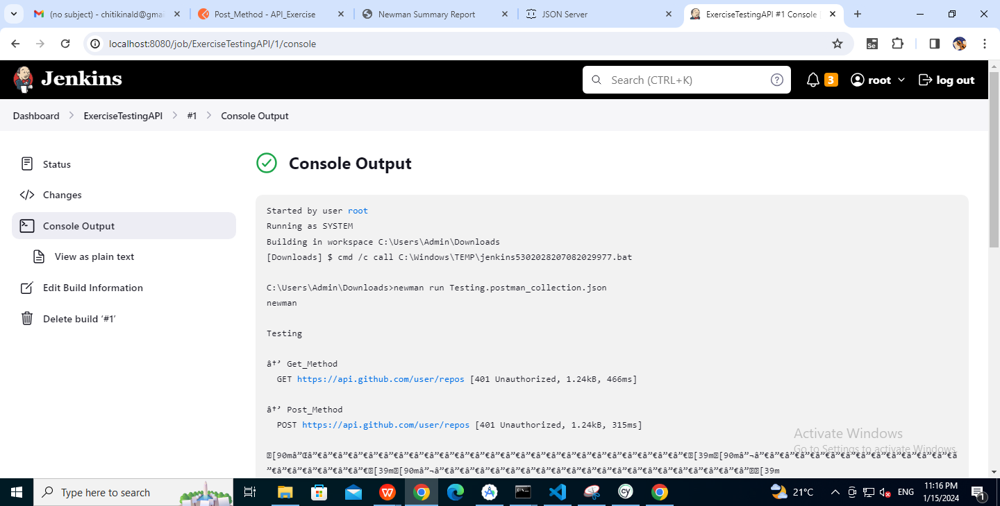 (no subject) - chitikinald@gmai
Post_Method - API_Exercise
Newman Summary Report
JSON Server
ExerciseTestingAPI #1 Console
localhost:8080/job/ExerciseTestingAPI/1/console
Se
Jenkins
Search (CTRL+K)
?
3
root
log out
Dashboard
ExerciseTestingAPI
#1
Console Output
Status
Changes
Console Output
View as plain text
Edit Build Information
Delete build ‘#1’
Console Output
Started by user root
Running as SYSTEM
Building in workspace C:\Users\Admin\Downloads
[Downloads] $ cmd /c call C:\Windows\TEMP\jenkins5302028207082029977.bat
C:\Users\Admin\Downloads>newman run Testing.postman_collection.json
newman
Testing
â†’ Get_Method
GET https://api.github.com/user/repos [401 Unauthorized, 1.24kB, 466ms]
â†’ Post_Method
POST https://api.github.com/user/repos [401 Unauthorized, 1.24kB, 315ms]
Activate Windows
Go to Settings to activate Windows.
Type here to search
21°C
ENG
11:16 PM
1/15/2024
1